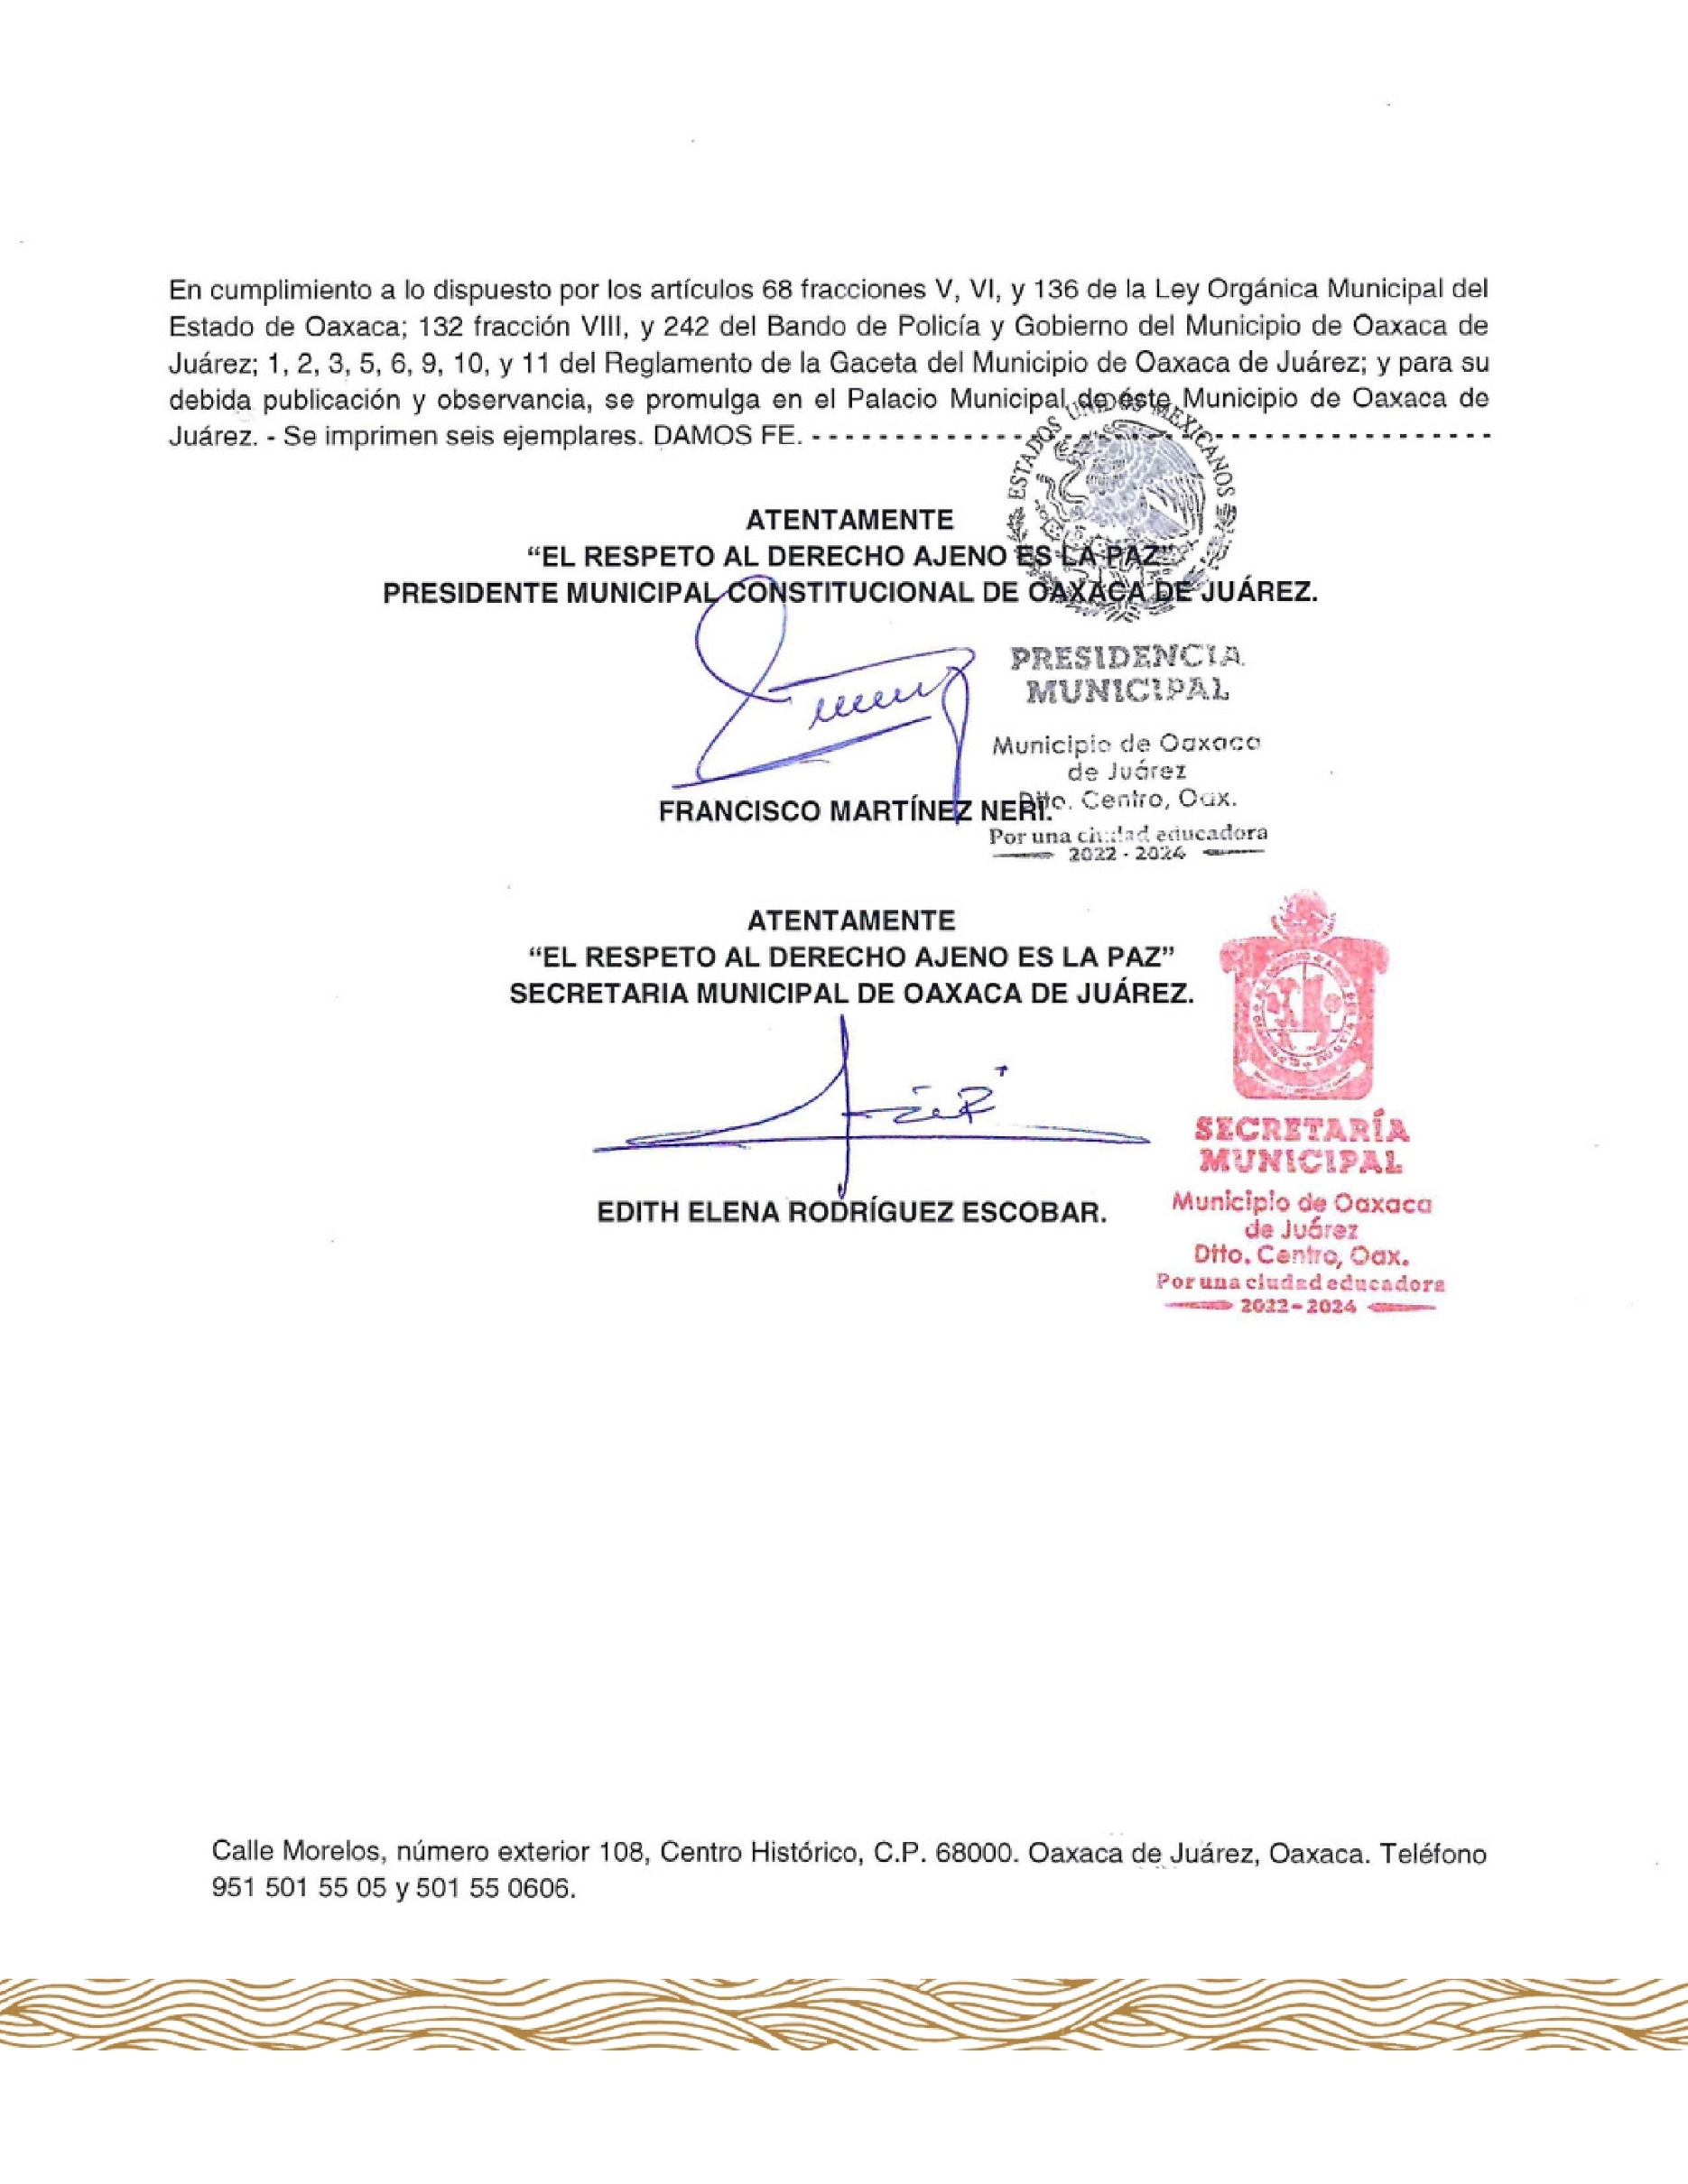 En cumplimiento a lo dispuesto por los artículos 68 fracciones V, VI, y 136 de la Ley Orgánica Municipal del
Estado de Oaxaca; 132 fracción VIII, y 242 del Bando de Policía y Gobierno del Municipio de Oaxaca de
Juárez; 1, 2, 3, 5, 6, 9, 10, y 11 del Reglamento de la Gaceta del Municipio de Oaxaca de Juárez; y para su
debida publicación y observancia, se promulga en el Palacio Municipal de éste Municipio de Oaxaca de
Juárez. - Se imprimen seis ejemplares. DAMOS FE. - - - - - - - - - - - - - - - - - - - - - - - - - - - - - - - - - - - - - - - - - - -
ESTADOS UNIDOS MEXICANOS
ATENTAMENTE
“EL RESPETO AL DERECHO AJENO ES LA PAZ”
PRESIDENTE MUNICIPAL CONSTITUCIONAL DE OAXACA DE JUÁREZ.
PRESIDENCIA
MUNICIPAL
Municipio de Oaxaca
de Juárez
Dtto. Centro, Oax.
FRANCISCO MARTÍNEZ NERI.
Por una ciudad educadora
2022 - 2024
ATENTAMENTE
“EL RESPETO AL DERECHO AJENO ES LA PAZ”
SECRETARIA MUNICIPAL DE OAXACA DE JUÁREZ.
SECRETARÍA
MUNICIPAL
EDITH ELENA RODRÍGUEZ ESCOBAR.
Municipio de Oaxaca
de Juárez
Dtto. Centro, Oax.
Por una ciudad educadora
2022-2024
Calle Morelos, número exterior 108, Centro Histórico, C.P. 68000. Oaxaca de Juárez, Oaxaca. Teléfono
951 501 55 05 y 501 55 0606.